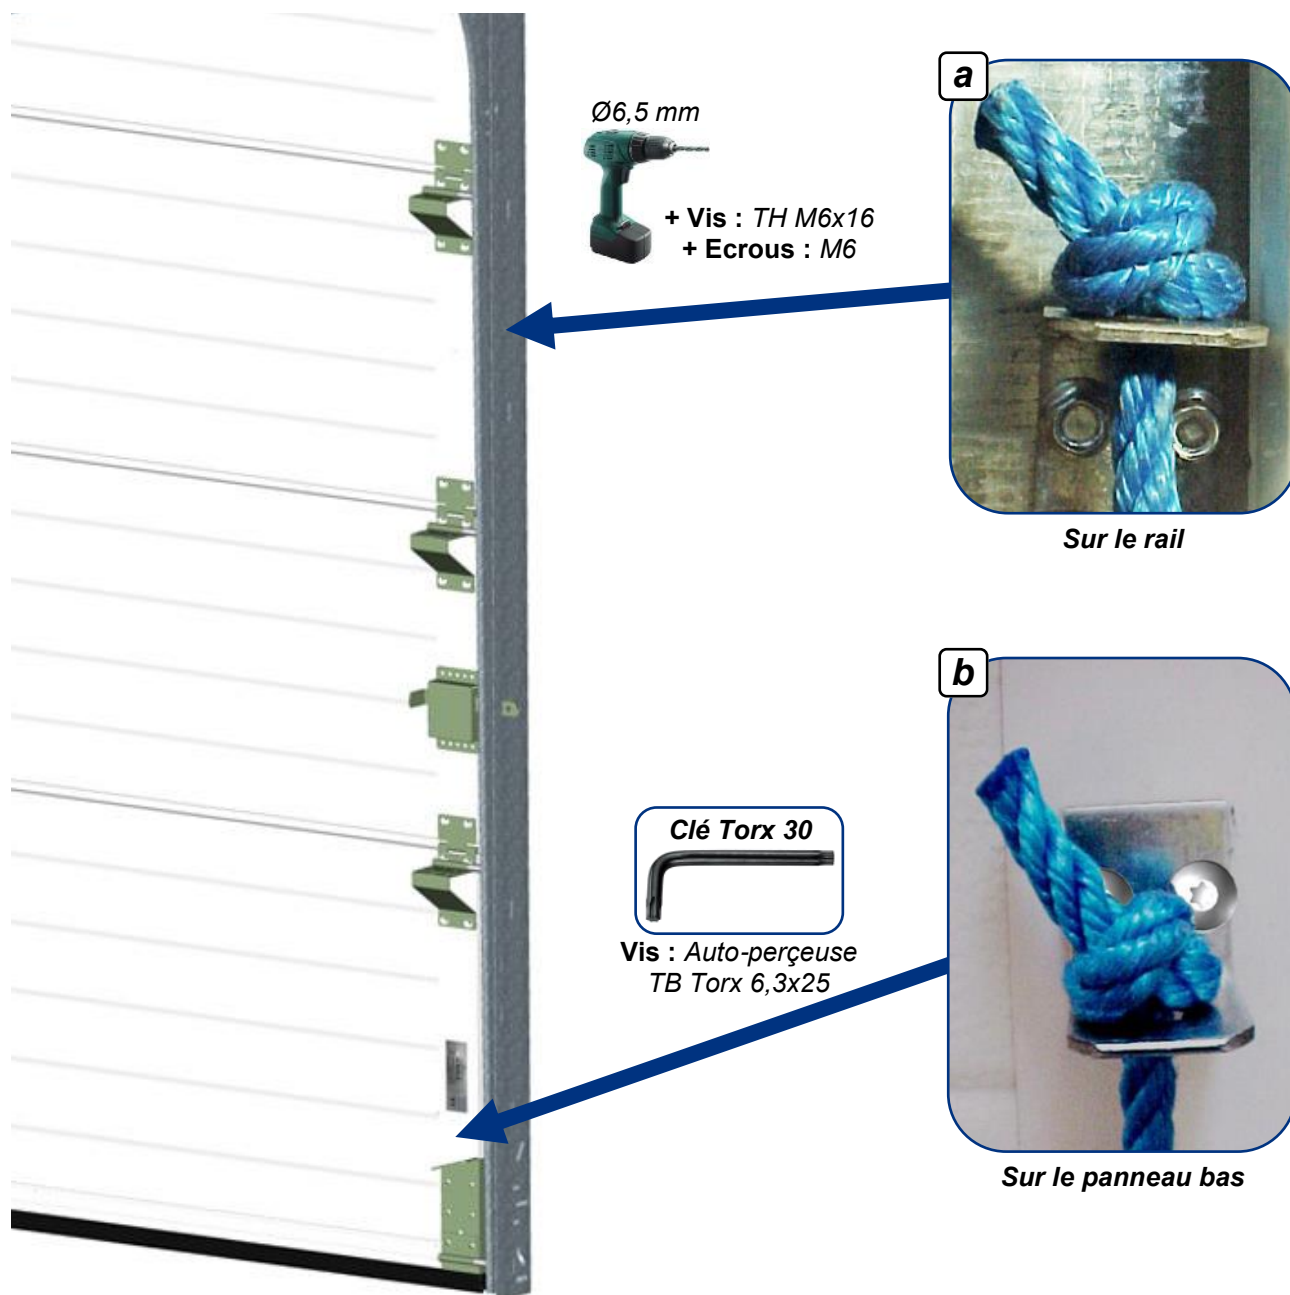 a
Ø6,5 mm
+ Vis : TH M6x16
+ Ecrous : M6
Sur le rail
b
Clé Torx 30
Vis : Auto-perçeuse
TB Torx 6,3x25
Sur le panneau bas